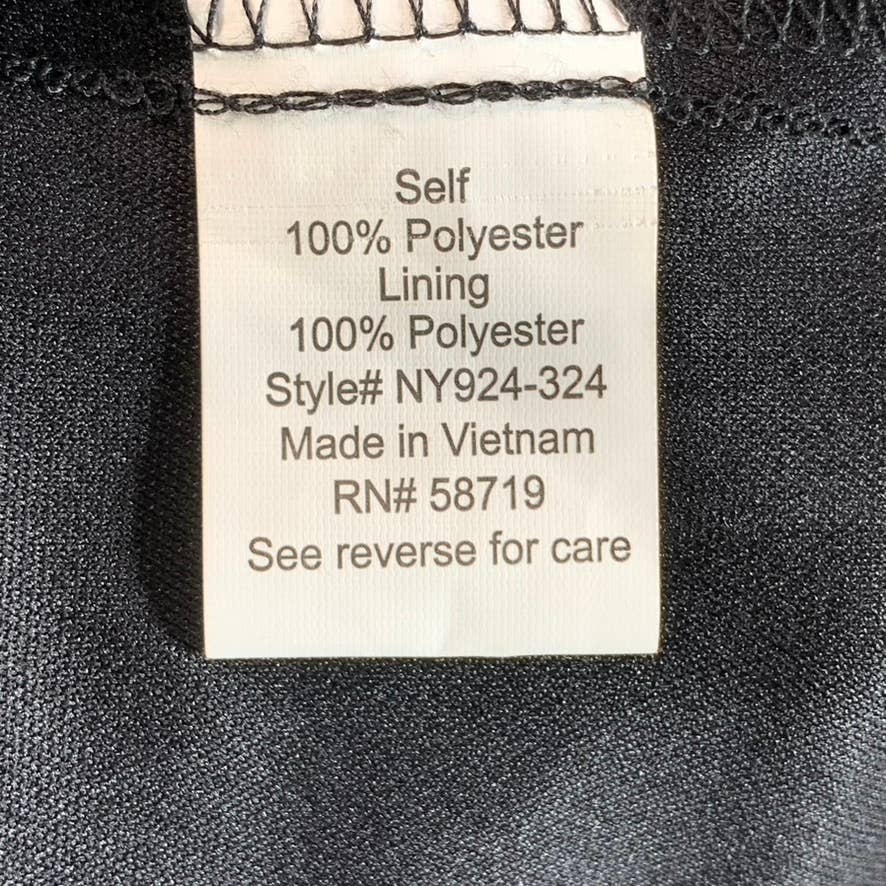 Self
100% Polyester
Lining
100% Polyester
Style# NY924-324
Made in Vietnam
RN# 58719
See reverse for care